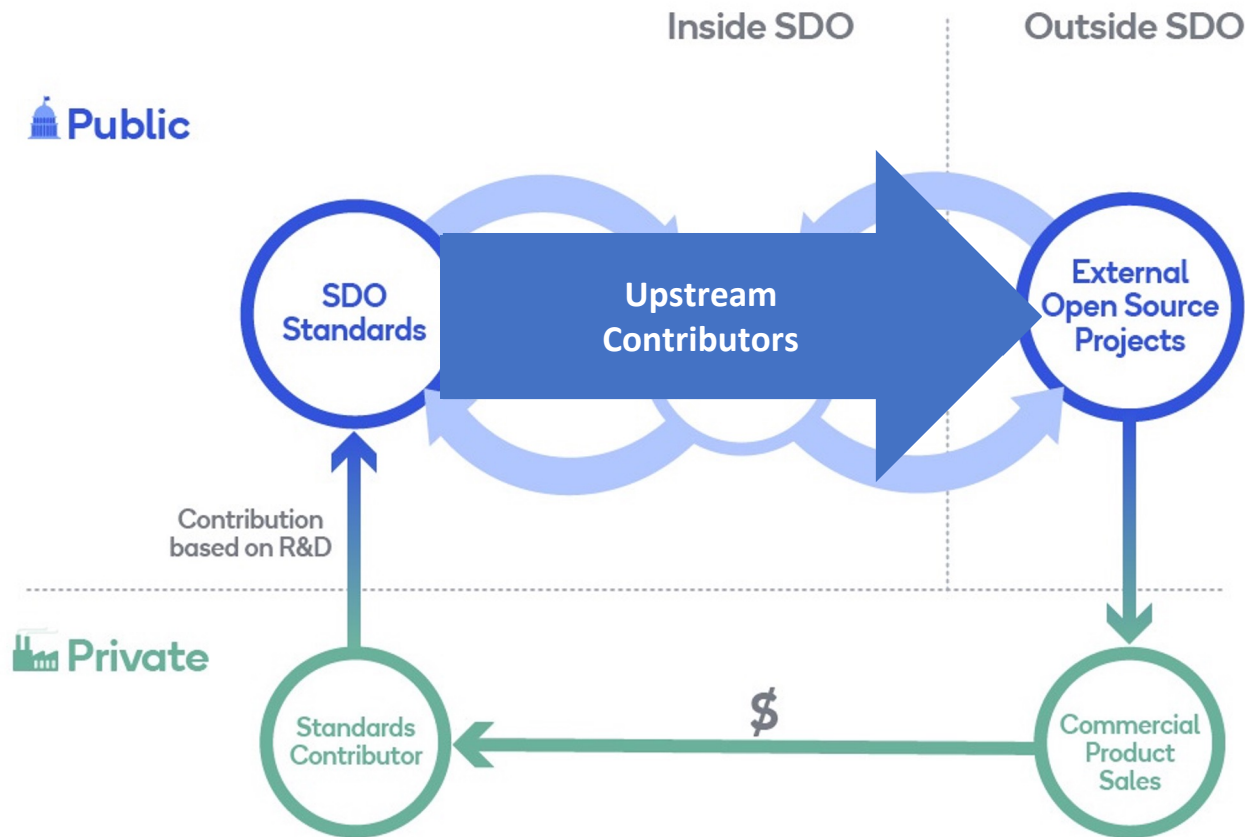 Inside SDO
Outside SDO
Public
SDO
Standards
Upstream
Contributors
External
Open Source
Projects
Contribution
based on R&D
Private
Standards
Contributor
$
Commercial
Product
Sales